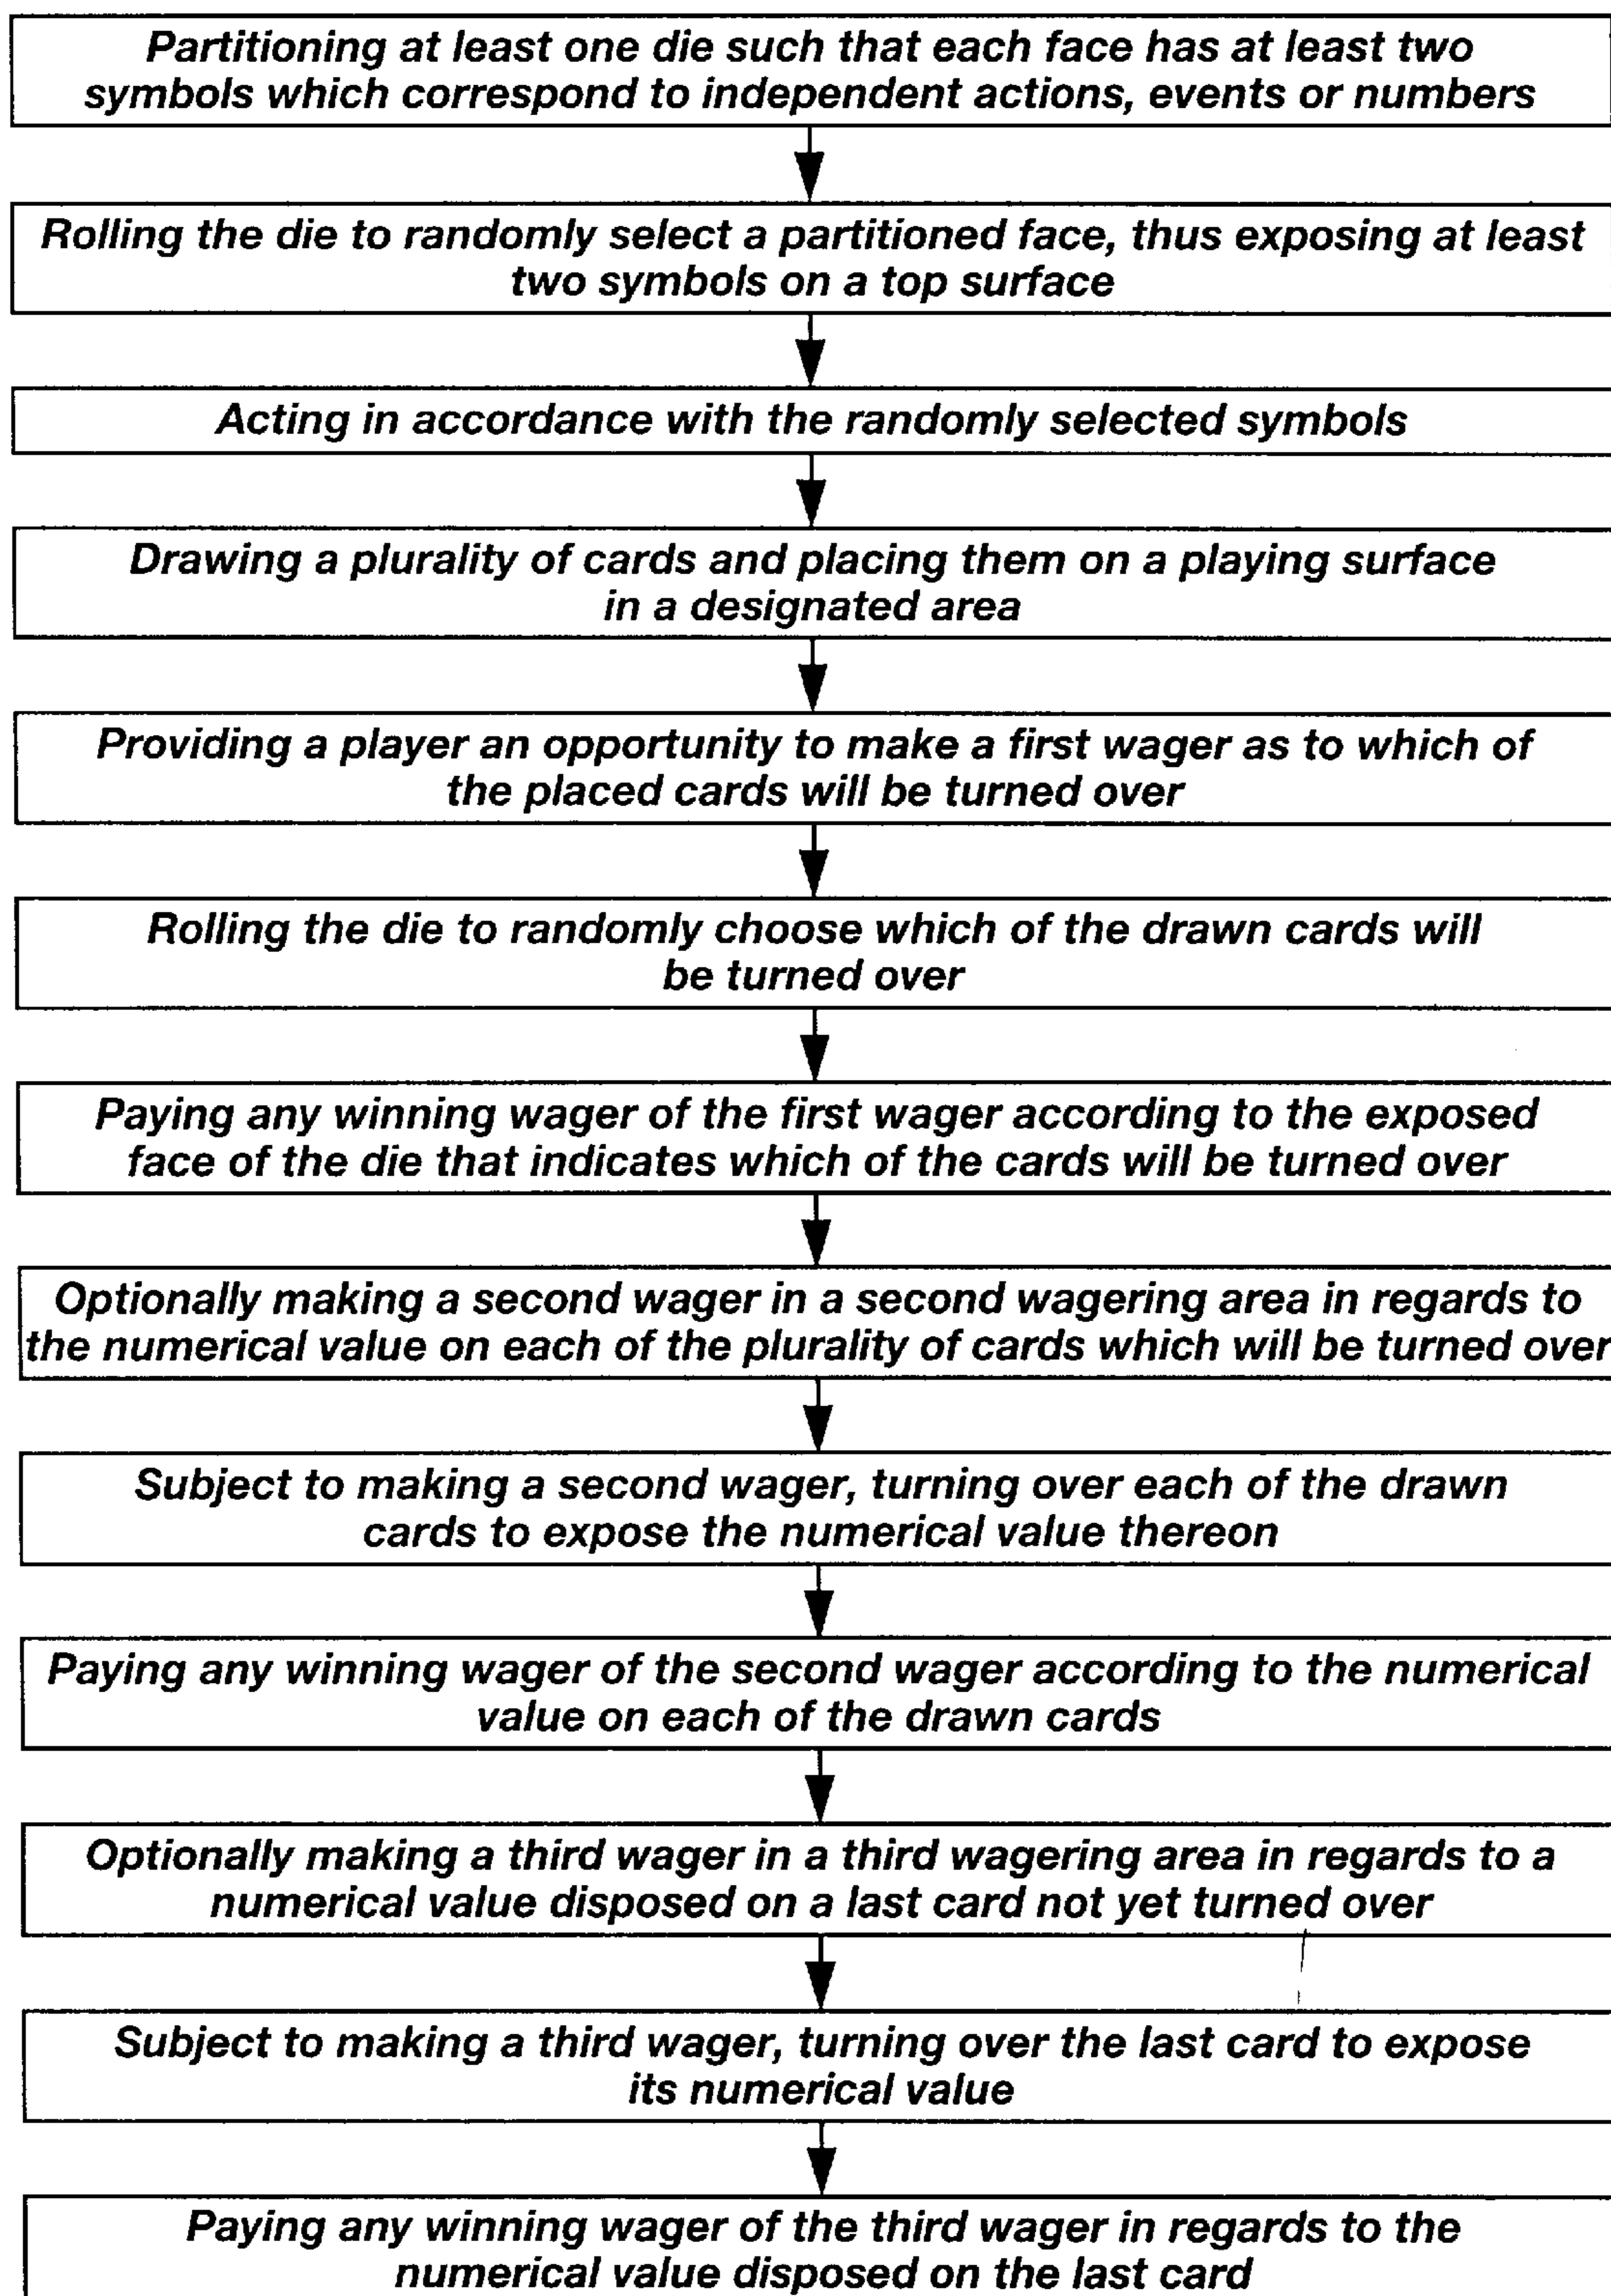 Partitioning at least one die such that each face has at least two
symbols which correspond to independent actions, events or numbers
Rolling the die to randomly select a partitioned face, thus exposing at least
two symbols on a top surface
Acting in accordance with the randomly selected symbols
Drawing a plurality of cards and placing them on a playing surface
in a designated area
Providing a player an opportunity to make a first wager as to which of
the placed cards will be turned over
Rolling the die to randomly choose which of the drawn cards will
be turned over
Paying any winning wager of the first wager according to the exposed
face of the die that indicates which of the cards will be turned over
Optionally making a second wager in a second wagering area in regards to
the numerical value on each of the plurality of cards which will be turned over
Subject to making a second wager, turning over each of the drawn
cards to expose the numerical value thereon
Paying any winning wager of the second wager according to the numerical
value on each of the drawn cards
Optionally making a third wager in a third wagering area in regards to a
numerical value disposed on a last card not yet turned over
Subject to making a third wager, turning over the last card to expose
its numerical value
Paying any winning wager of the third wager in regards to the
numerical value disposed on the last card